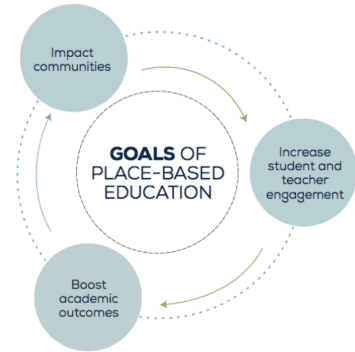 Impact
communities
GOALS OF
PLACE-BASED
EDUCATION
Increase
student and
teacher
engagement
Boost
academic
outcomes